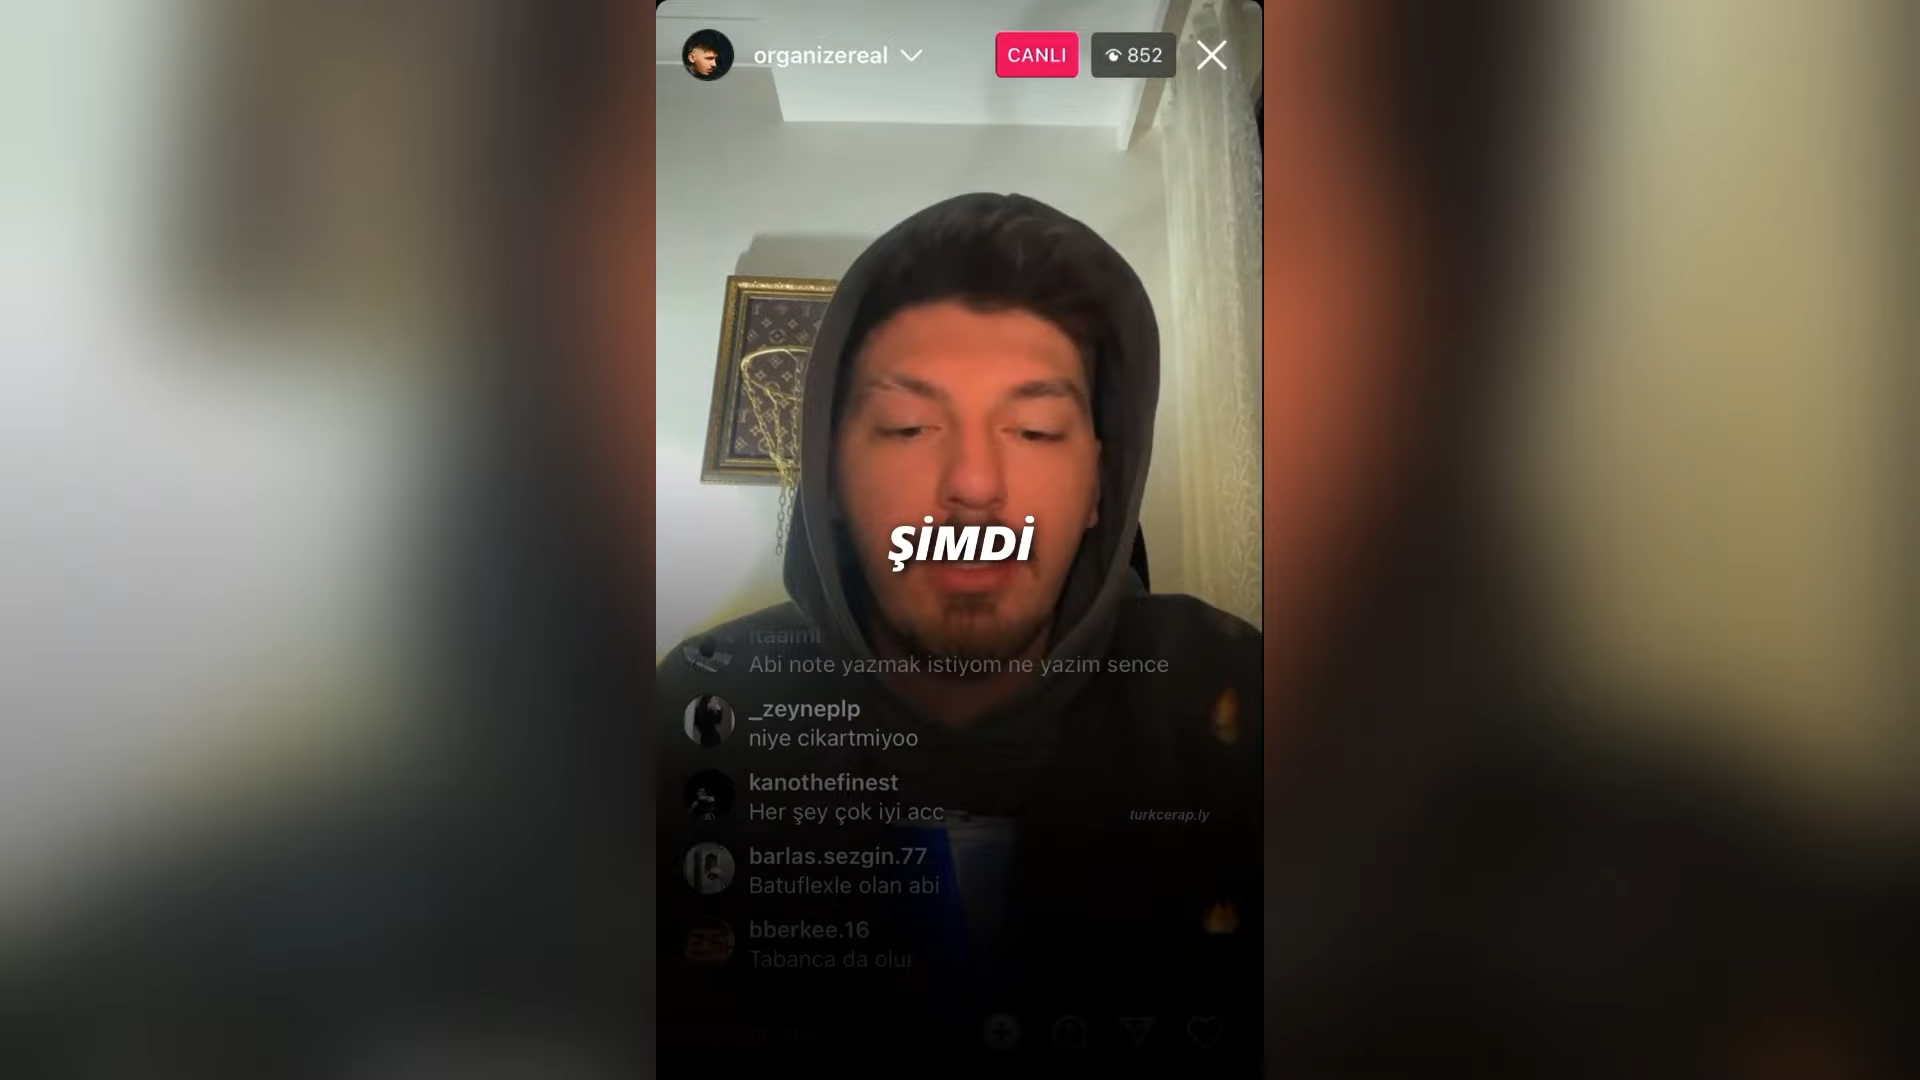 organizereal
CANLI
852
ŞİMDİ
itaaimi
Abi note yazmak istiyom ne yazim sence
_zeyneplp
niye cikartmiyoo
kanothefinest
Her şey çok iyi acc
turkcerap.ly
barlas.sezgin.77
Batuflexle olan abi
bberkee.16
Tabanca da olur